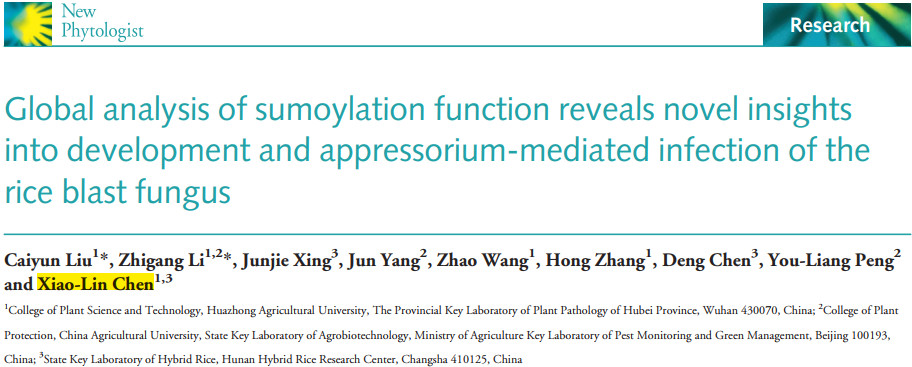 New
Phytologist
Research
Global analysis of sumoylation function reveals novel insights
into development and appressorium-mediated infection of the
rice blast fungus
Caiyun Liu1*, Zhigang Li1,2*, Junjie Xing3, Jun Yang2, Zhao Wang1, Hong Zhang1, Deng Chen3, You-Liang Peng2
and Xiao-Lin Chen1,3
1College of Plant Science and Technology, Huazhong Agricultural University, The Provincial Key Laboratory of Plant Pathology of Hubei Province, Wuhan 430070, China; 2College of Plant
Protection, China Agricultural University, State Key Laboratory of Agrobiotechnology, Ministry of Agriculture Key Laboratory of Pest Monitoring and Green Management, Beijing 100193,
China; 3State Key Laboratory of Hybrid Rice, Hunan Hybrid Rice Research Center, Changsha 410125, China